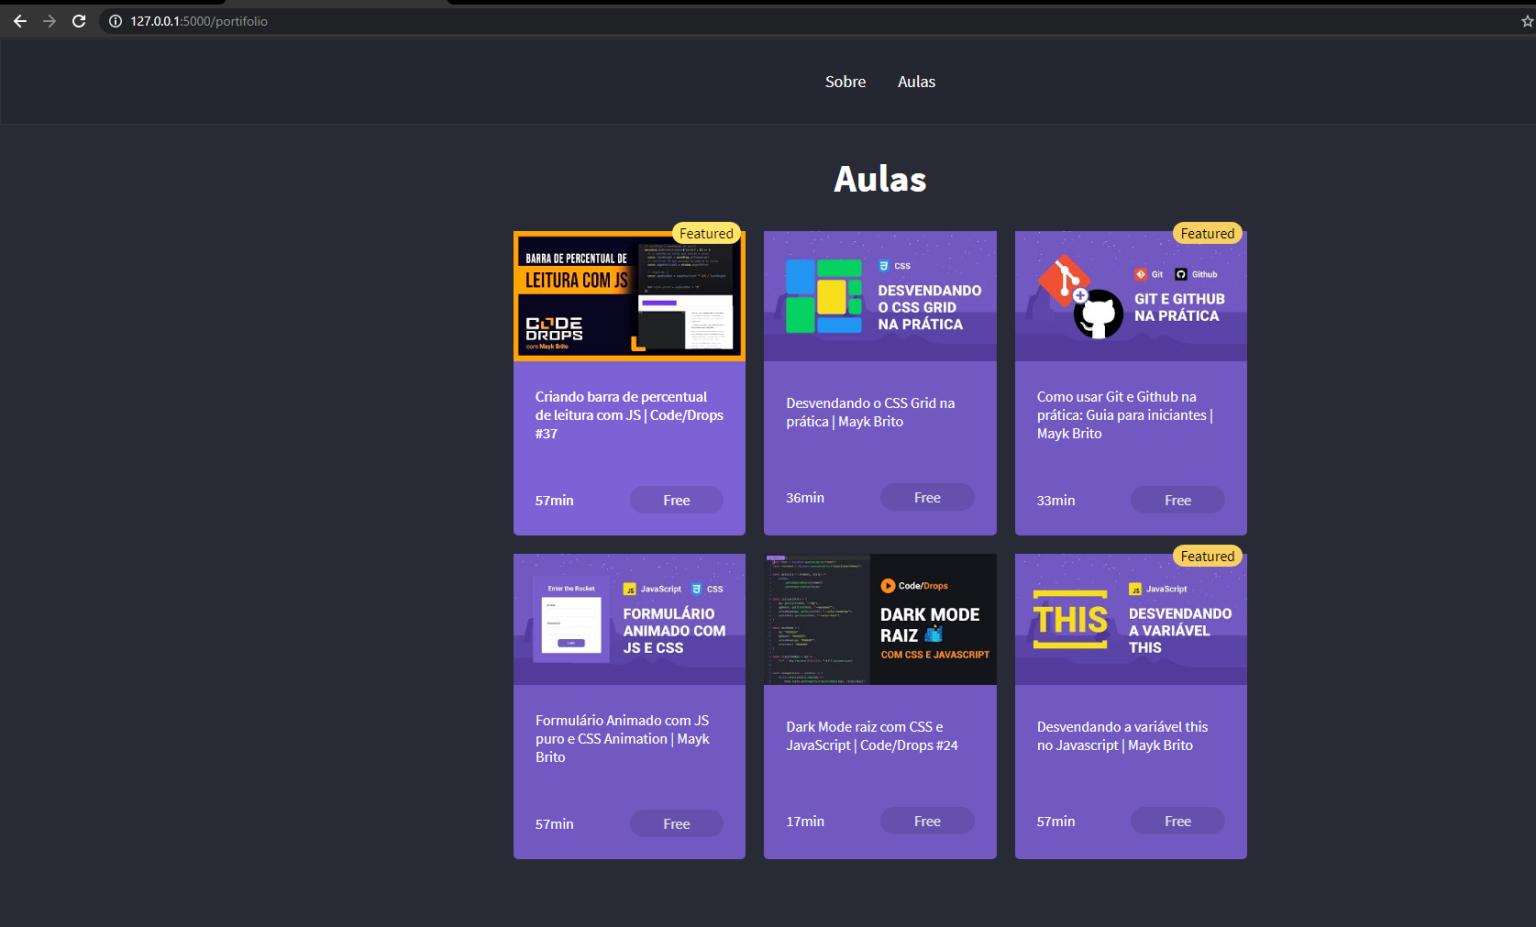 127.0.0.1:5000/portifolio
Sobre
Aulas
Aulas
Featured
BARRA DE PERCENTUAL DE
LEITURA COM JS
CODE
DROPS
com Mayk Brito
Criando barra de percentual
de leitura com JS | Code/Drops
#37
57min
Free
CSS
DESVENDANDO
O CSS GRID
NA PRÁTICA
Desvendando o CSS Grid na
prática | Mayk Brito
36min
Free
Featured
Git
Github
GIT E GITHUB
NA PRÁTICA
Como usar Git e Github na
prática: Guia para iniciantes |
Mayk Brito
33min
Free
Enter the Rocket
JS JavaScript
CSS
FORMULÁRIO
ANIMADO COM
JS E CSS
Formulário Animado com JS
puro e CSS Animation | Mayk
Brito
57min
Free
Code/Drops
DARK MODE
RAIZ
COM CSS E JAVASCRIPT
Dark Mode raiz com CSS e
JavaScript | Code/Drops #24
17min
Free
Featured
THIS
JS JavaScript
DESVENDANDO
A VARIÁVEL
THIS
Desvendando a variável this
no Javascript | Mayk Brito
57min
Free